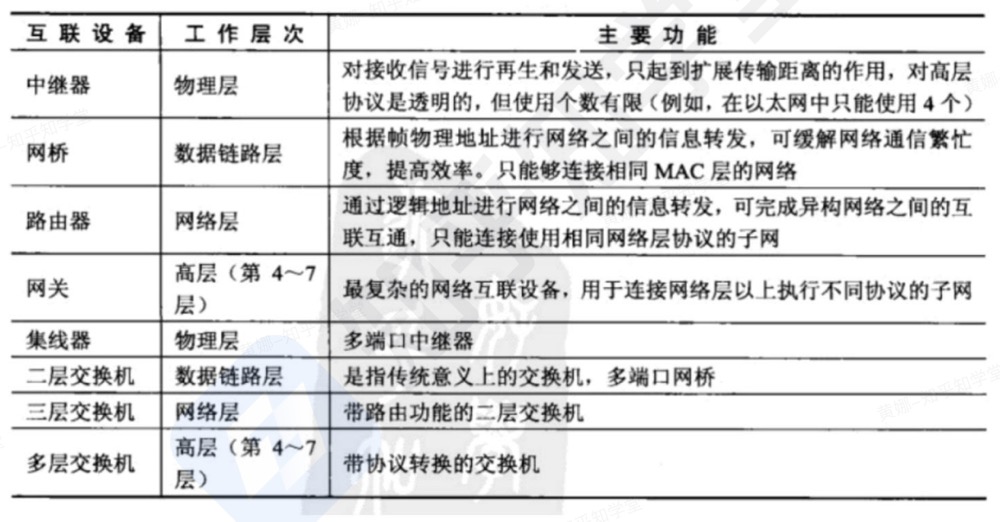 互联设备 工作层次 主要功能
中继器 物理层 对接收信号进行再生和发送，只起到扩展传输距离的作用，对高层
协议是透明的，但使用个数有限（例如，在以太网中只能使用4个）
网桥 数据链路层 根据帧物理地址进行网络之间的信息转发，可缓解网络通信繁忙
度，提高效率。只能够连接相同 MAC 层的网络
路由器 网络层 通过逻辑地址进行网络之间的信息转发，可完成异构网络之间的互
联互通，只能连接使用相同网络层协议的子网
网关 高层（第 4～7
层） 最复杂的网络互联设备，用于连接网络层以上执行不同协议的子网
集线器 物理层 多端口中继器
二层交换机 数据链路层 是指传统意义上的交换机，多端口网桥
三层交换机 网络层 带路由功能的二层交换机
多层交换机 高层（第 4～7
层） 带协议转换的交换机